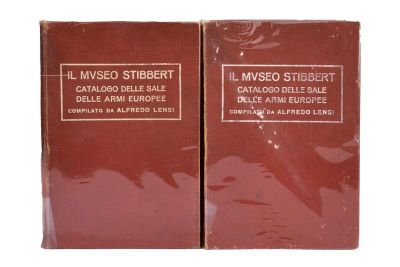 IL MVSEO STIBBERT
CATALOGO DELLE SALE
DELLE ARMI EUROPEE
COMPILATO DA ALFREDO LENSI
IL MVSEO STIBBERT
CATALOGO DELLE SALE
DELLE ARMI EUROPEE
COMPILATO DA ALFREDO LENSI